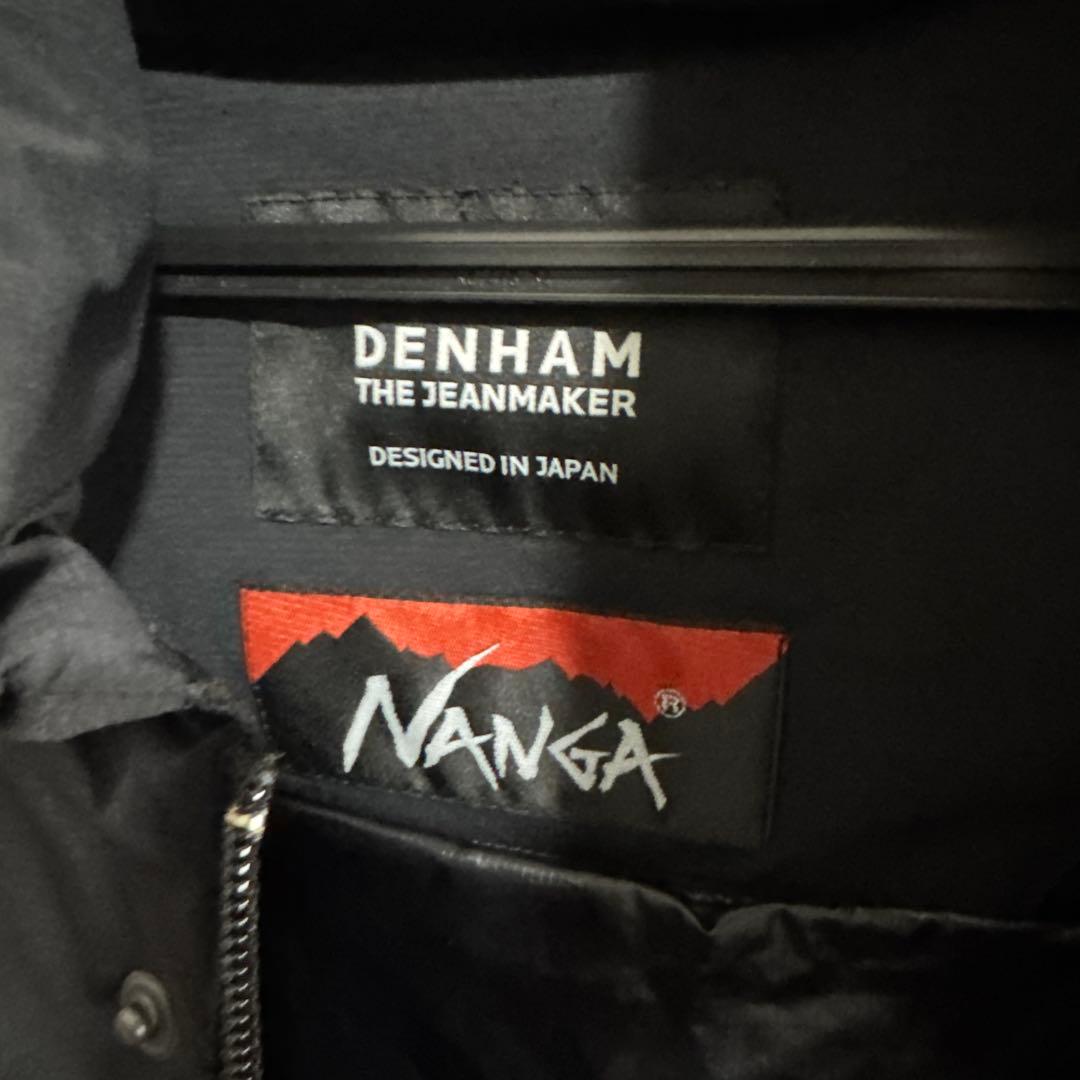 DENHAM
THE JEANMAKER
DESIGNED IN JAPAN
NANGA®